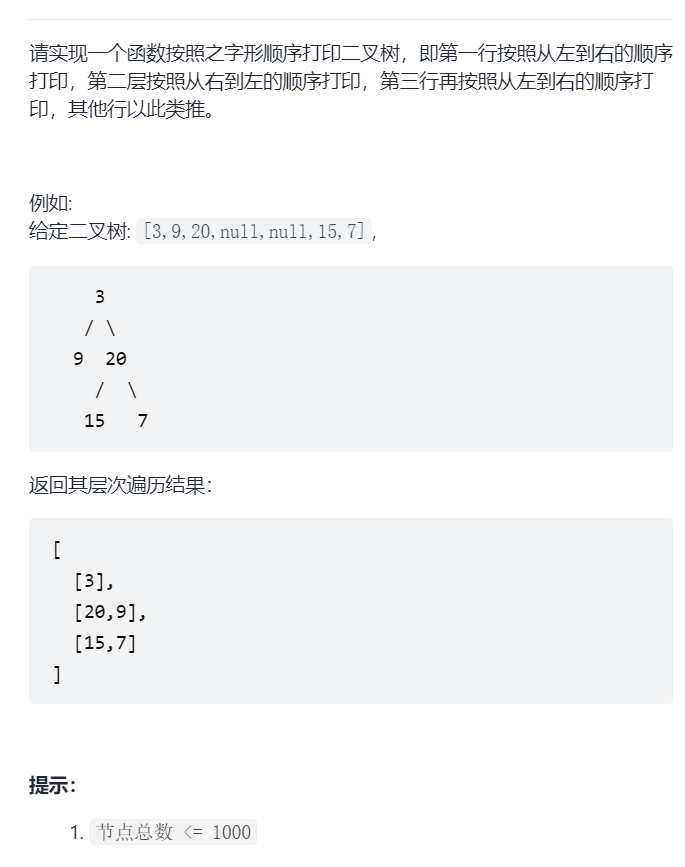 请实现一个函数按照之字形顺序打印二叉树，即第一行按照从左到右的顺序
打印，第二层按照从右到左的顺序打印，第三行再按照从左到右的顺序打
印，其他行以此类推。
例如:
给定二叉树: [3,9,20,null,null,15,7],
3
/ \
9  20
/  \
15   7
返回其层次遍历结果：
[
[3],
[20,9],
[15,7]
]
提示：
1. 节点总数 <= 1000